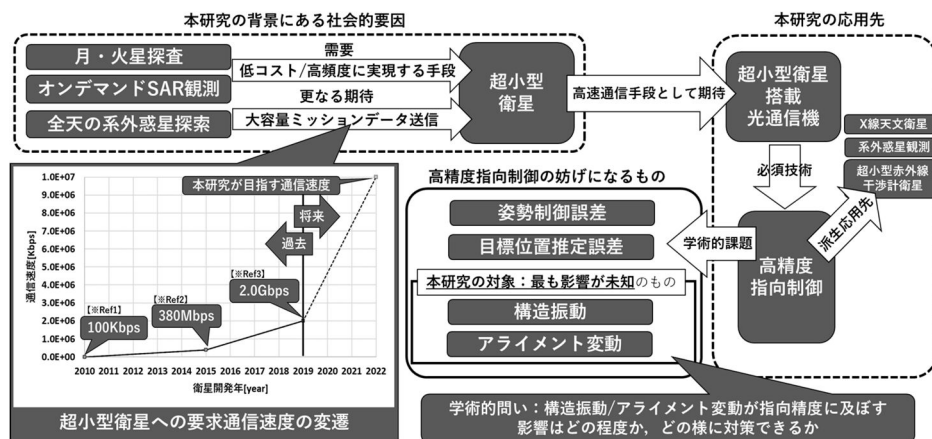 本研究の背景にある社会的要因
月・火星探査
オンデマンドSAR観測
全天の系外惑星探索
需要
低コスト/高頻度に実現する手段
更なる期待
大容量ミッションデータ送信
超小型
衛星
高速通信手段として期待
本研究の応用先
超小型衛星
搭載
光通信機
X線天文衛星
系外惑星観測
超小型赤外線
干渉計衛星
必須技術
派生応用先
高精度
指向制御
学術的課題
高精度指向制御の妨げになるもの
姿勢制御誤差
目標位置推定誤差
本研究の対象：最も影響が未知のもの
構造振動
アライメント変動
学術的問い：構造振動/アライメント変動が指向精度に及ぼす
影響はどの程度か，どの様に対策できるか
通信速度[Kbps]
1.0E+07
9.0E+06
8.0E+06
7.0E+06
6.0E+06
5.0E+06
4.0E+06
3.0E+06
2.0E+06
1.0E+06
0.0E+00
本研究が目指す通信速度
将来
過去
【※Ref1】
100Kbps
【※Ref2】
380Mbps
【※Ref3】
2.0Gbps
2010 2011 2012 2013 2014 2015 2016 2017 2018 2019 2020 2021 2022
衛星開発年[year]
超小型衛星への要求通信速度の変遷